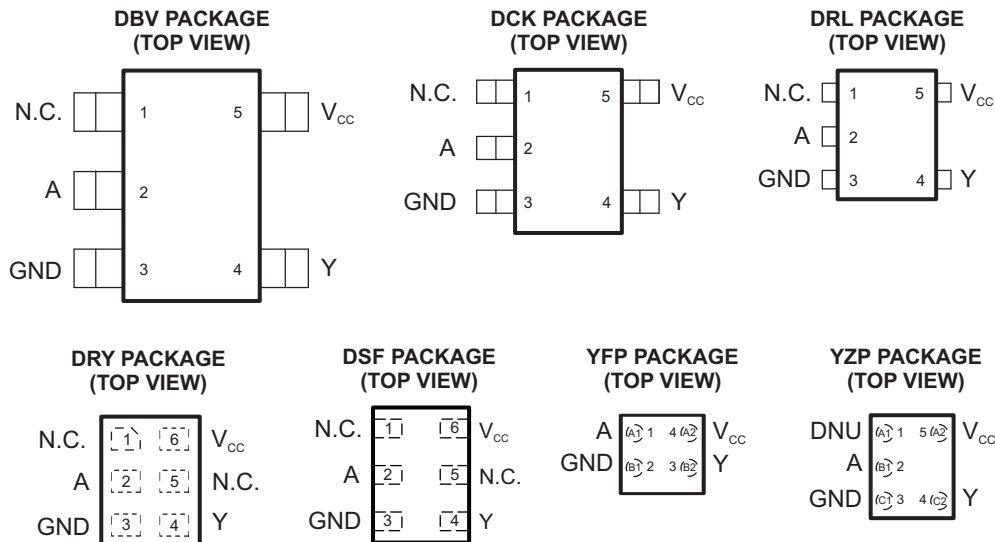 DBV PACKAGE
(TOP VIEW)
N.C. 1 5 VCC
A 2
GND 3 4 Y
DCK PACKAGE
(TOP VIEW)
N.C. 1 5 VCC
A 2
GND 3 4 Y
DRL PACKAGE
(TOP VIEW)
N.C. 1 5 VCC
A 2
GND 3 4 Y
DRY PACKAGE
(TOP VIEW)
N.C. 1 6 VCC
A 2 5 N.C.
GND 3 4 Y
DSF PACKAGE
(TOP VIEW)
N.C. 1 6 VCC
A 2 5 N.C.
GND 3 4 Y
YFP PACKAGE
(TOP VIEW)
A A1 1 4 A2 VCC
GND B1 2 3 B2 Y
YZP PACKAGE
(TOP VIEW)
DNU A1 1 5 A2 VCC
A B1 2
GND C1 3 4 C2 Y